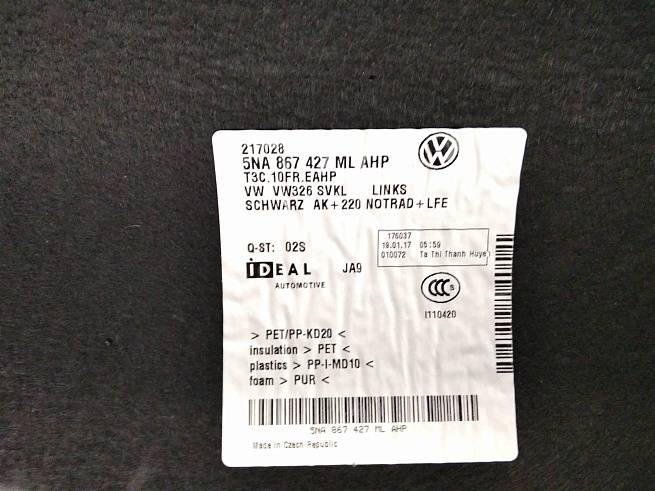 217028
5NA 867 427 ML AHP
T3C.10FR.EAHP
VW VW326 SVKL LINKS
SCHWARZ AK+220 NOTRAD+LFE
Q-ST: 02S
176037
19.01.17 05:59
010072 Ta Thi Thanh Huye
IDEAL JA9
AUTOMOTIVE
CCC S
I110420
> PET/PP-KD20 <
insulation > PET <
plastics > PP-I-MD10 <
foam > PUR <
5NA 867 427 ML AHP
Made in Czech Republic